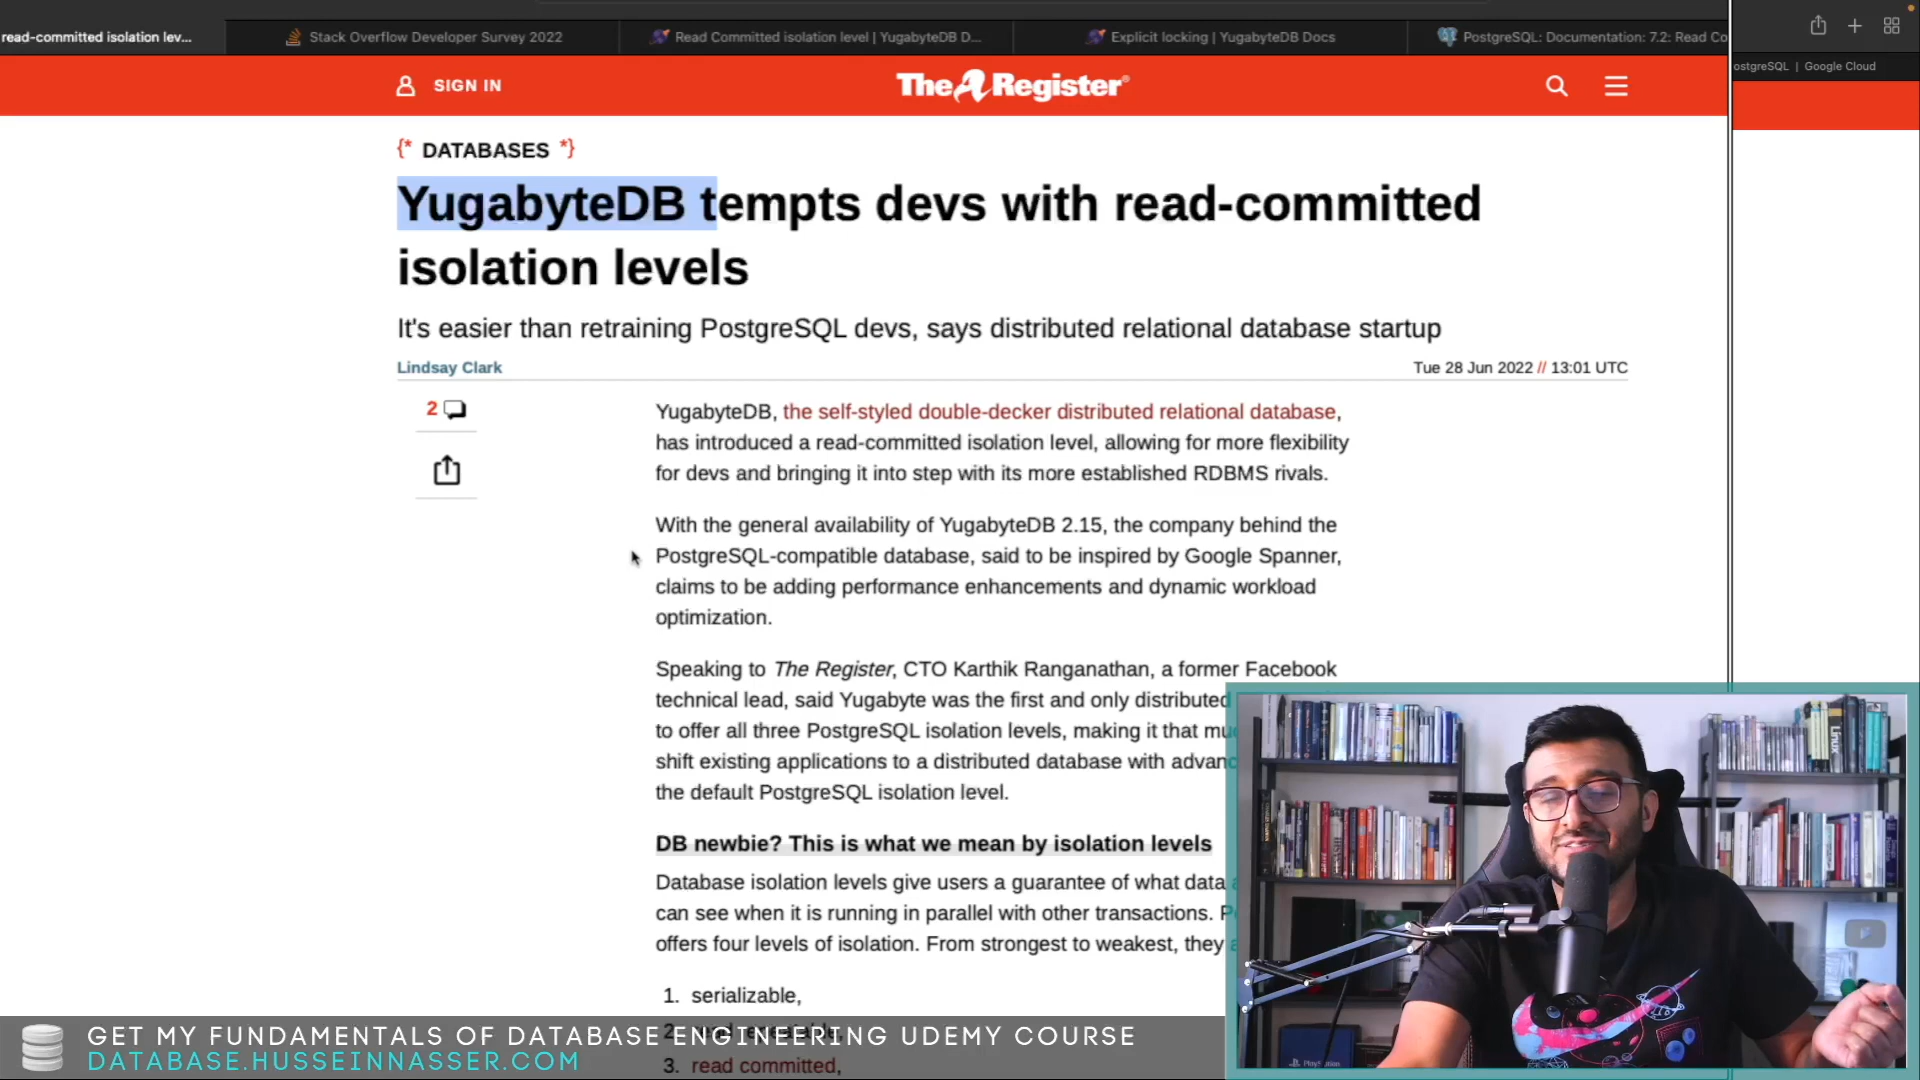 read-committed isolation lev...
Stack Overflow Developer Survey 2022
Read Committed isolation level | YugabyteDB D...
Explicit locking | YugabyteDB Docs
PostgreSQL: Documentation: 7.2: Read Co
ostgreSQL | Google Cloud
SIGN IN
The Register
{* DATABASES *}
YugabyteDB tempts devs with read-committed
isolation levels
It's easier than retraining PostgreSQL devs, says distributed relational database startup
Lindsay Clark
Tue 28 Jun 2022 // 13:01 UTC
2
YugabyteDB, the self-styled double-decker distributed relational database,
has introduced a read-committed isolation level, allowing for more flexibility
for devs and bringing it into step with its more established RDBMS rivals.
With the general availability of YugabyteDB 2.15, the company behind the
PostgreSQL-compatible database, said to be inspired by Google Spanner,
claims to be adding performance enhancements and dynamic workload
optimization.
Speaking to The Register, CTO Karthik Ranganathan, a former Facebook
technical lead, said Yugabyte was the first and only distributed
to offer all three PostgreSQL isolation levels, making it that
shift existing applications to a distributed database with
the default PostgreSQL isolation level.
DB newbie? This is what we mean by isolation levels
Database isolation levels give users a guarantee of what data
can see when it is running in parallel with other transactions.
offers four levels of isolation. From strongest to weakest, they
1. serializable,
2.
3. read committed,
GET MY FUNDAMENTALS OF DATABASE ENGINEERING UDEMY COURSE
DATABASE.HUSSEINNASSER.COM
Linux
PlayStation